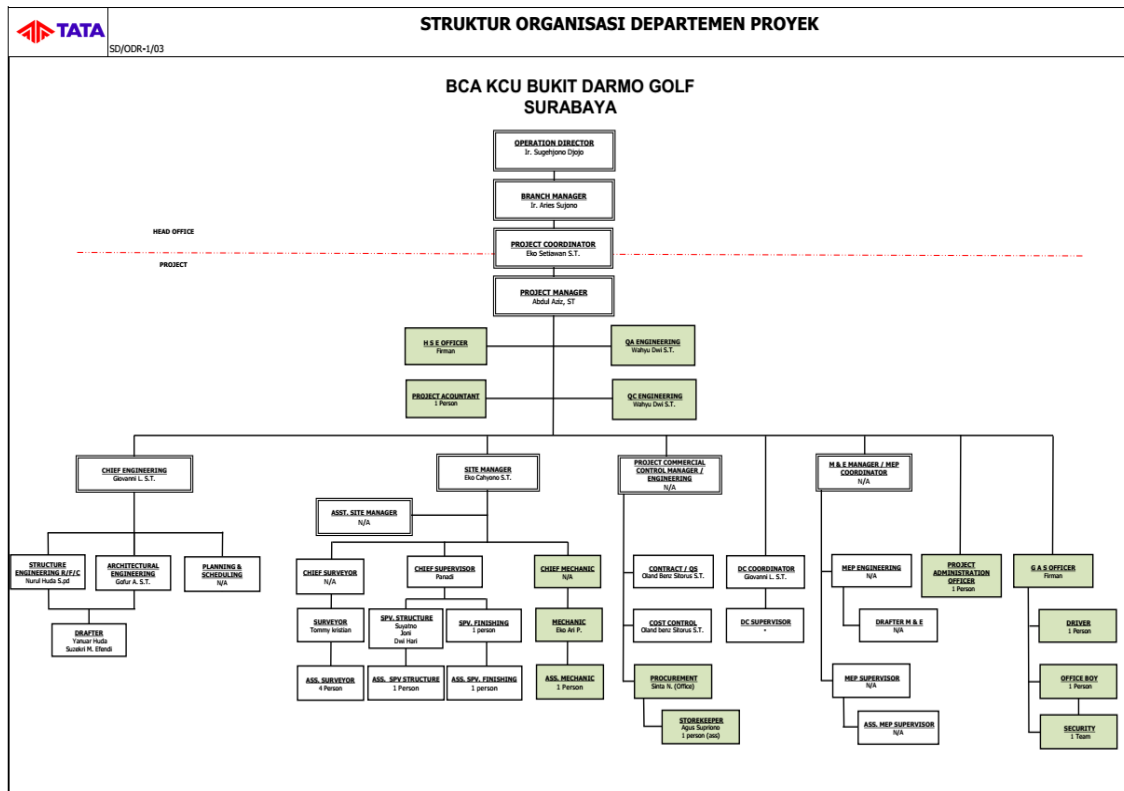 TATA
SD/ODR-1/03
STRUKTUR ORGANISASI DEPARTEMEN PROYEK
BCA KCU BUKIT DARMO GOLF
SURABAYA
OPERATION DIRECTOR
Ir. Sugehjono Djojo
BRANCH MANAGER
Ir. Aries Sujono
HEAD OFFICE
PROJECT COORDINATOR
Eko Setiawan S.T.
PROJECT
PROJECT MANAGER
Abdul Aziz, ST
H S E OFFICER
Firman
QA ENGINEERING
Wahyu Dwi S.T.
PROJECT ACOUNTANT
1 Person
QC ENGINEERING
Wahyu Dwi S.T.
CHIEF ENGINEERING
Giovanni L. S.T.
SITE MANAGER
Eko Cahyono S.T.
PROJECT COMMERCIAL
CONTROL MANAGER /
ENGINEERING
N/A
M & E MANAGER / MEP
COORDINATOR
N/A
ASST. SITE MANAGER
N/A
STRUCTURE
ENGINEERING R/F/C
Nurul Huda S.pd
ARCHITECTURAL
ENGINEERING
Gofur A. S.T.
PLANNING &
SCHEDULING
N/A
DRAFTER
Yanuar Huda
Suzekri M. Efendi
CHIEF SURVEYOR
N/A
CHIEF SUPERVISOR
Panadi
CHIEF MECHANIC
N/A
SURVEYOR
Tommy kristian
SPV. STRUCTURE
Suyatno
Joni
Dwi Hari
SPV. FINISHING
1 person
MECHANIC
Eko Ari P.
ASS. SURVEYOR
4 Person
ASS. SPV STRUCTURE
1 Person
ASS. SPV. FINISHING
1 person
ASS. MECHANIC
1 Person
CONTRACT / QS
Oland Benz Sitorus S.T.
COST CONTROL
Oland benz Sitorus S.T.
PROCUREMENT
Sinta N. (Office)
STOREKEEPER
Agus Supriono
1 person (ass)
DC COORDINATOR
Giovanni L. S.T.
DC SUPERVISOR
-
MEP ENGINEERING
N/A
DRAFTER M & E
N/A
MEP SUPERVISOR
N/A
ASS. MEP SUPERVISOR
N/A
PROJECT
ADMINISTRATION
OFFICER
1 Person
G A S OFFICER
Firman
DRIVER
1 Person
OFFICE BOY
1 Person
SECURITY
1 Team